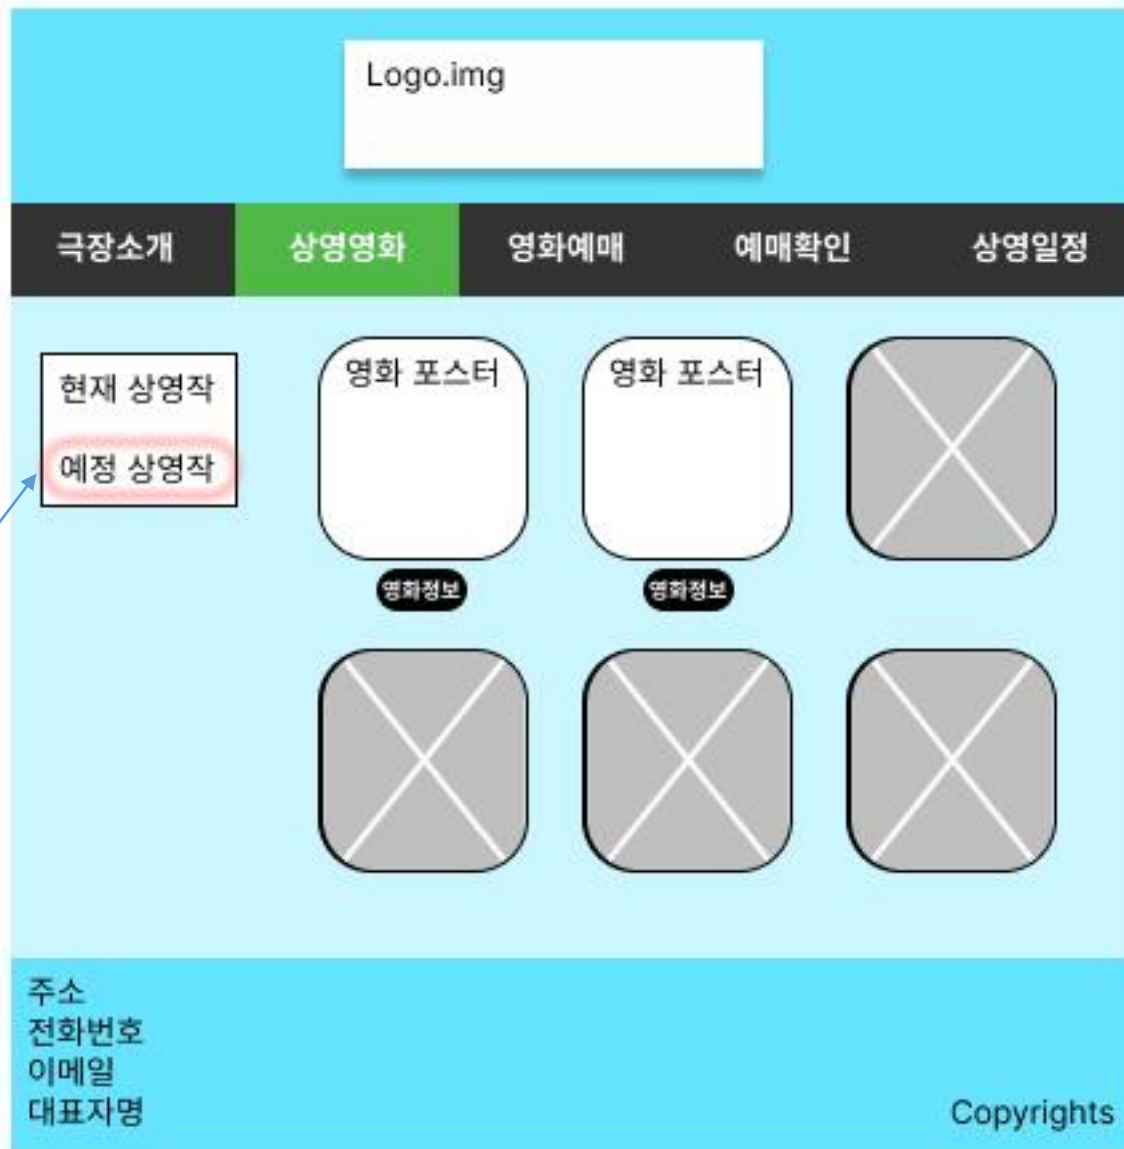 Logo.img
극장소개 상영영화 영화예매 예매확인 상영일정
현재 상영작
예정 상영작
영화 포스터 영화 포스터
영화정보 영화정보
주소
전화번호
이메일
대표자명
Copyrights